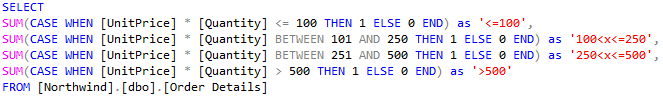 SELECT
SUM(CASE WHEN [UnitPrice] * [Quantity] <= 100 THEN 1 ELSE 0 END) as '<=100',
SUM(CASE WHEN [UnitPrice] * [Quantity] BETWEEN 101 AND 250 THEN 1 ELSE 0 END) as '100<x<=250',
SUM(CASE WHEN [UnitPrice] * [Quantity] BETWEEN 251 AND 500 THEN 1 ELSE 0 END) as '250<x<=500',
SUM(CASE WHEN [UnitPrice] * [Quantity] > 500 THEN 1 ELSE 0 END) as '>500'
FROM [Northwind].[dbo].[Order Details]